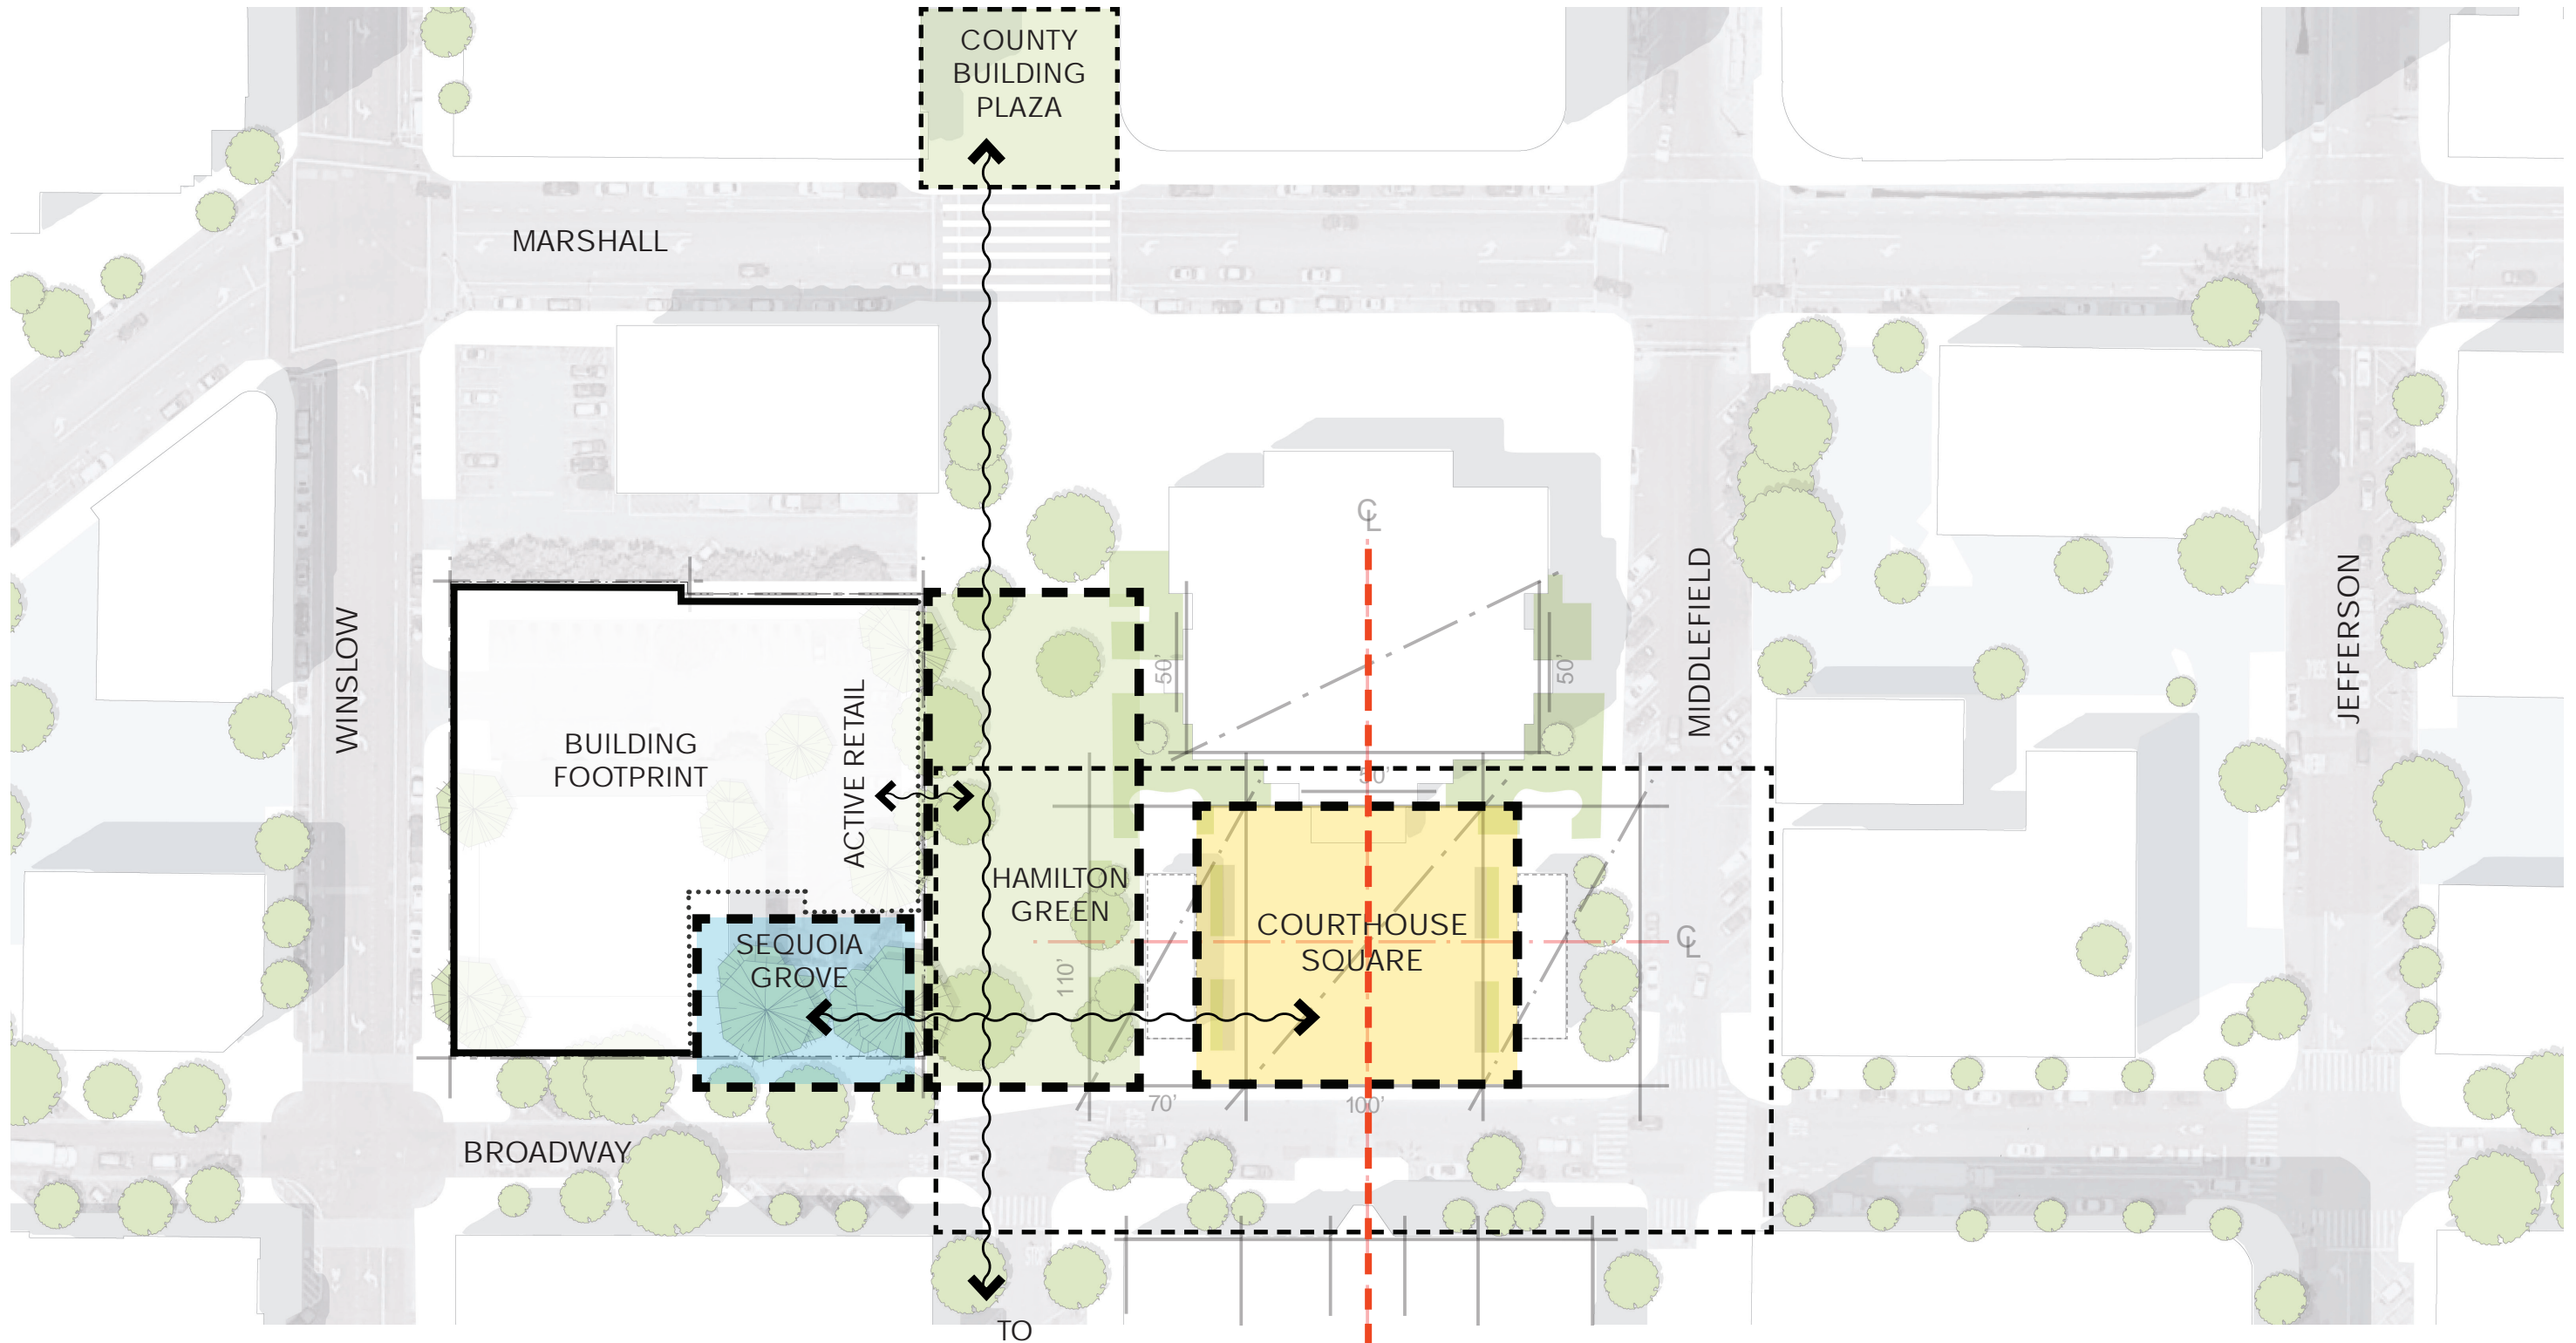 COUNTY
BUILDING
PLAZA
MARSHALL
WINSLOW
MIDDLEFIELD
JEFFERSON
BUILDING
FOOTPRINT
ACTIVE RETAIL
HAMILTON
GREEN
SEQUOIA
GROVE
COURTHOUSE
SQUARE
BROADWAY
CL
CL
50'
50'
50'
110'
70'
100'
TO